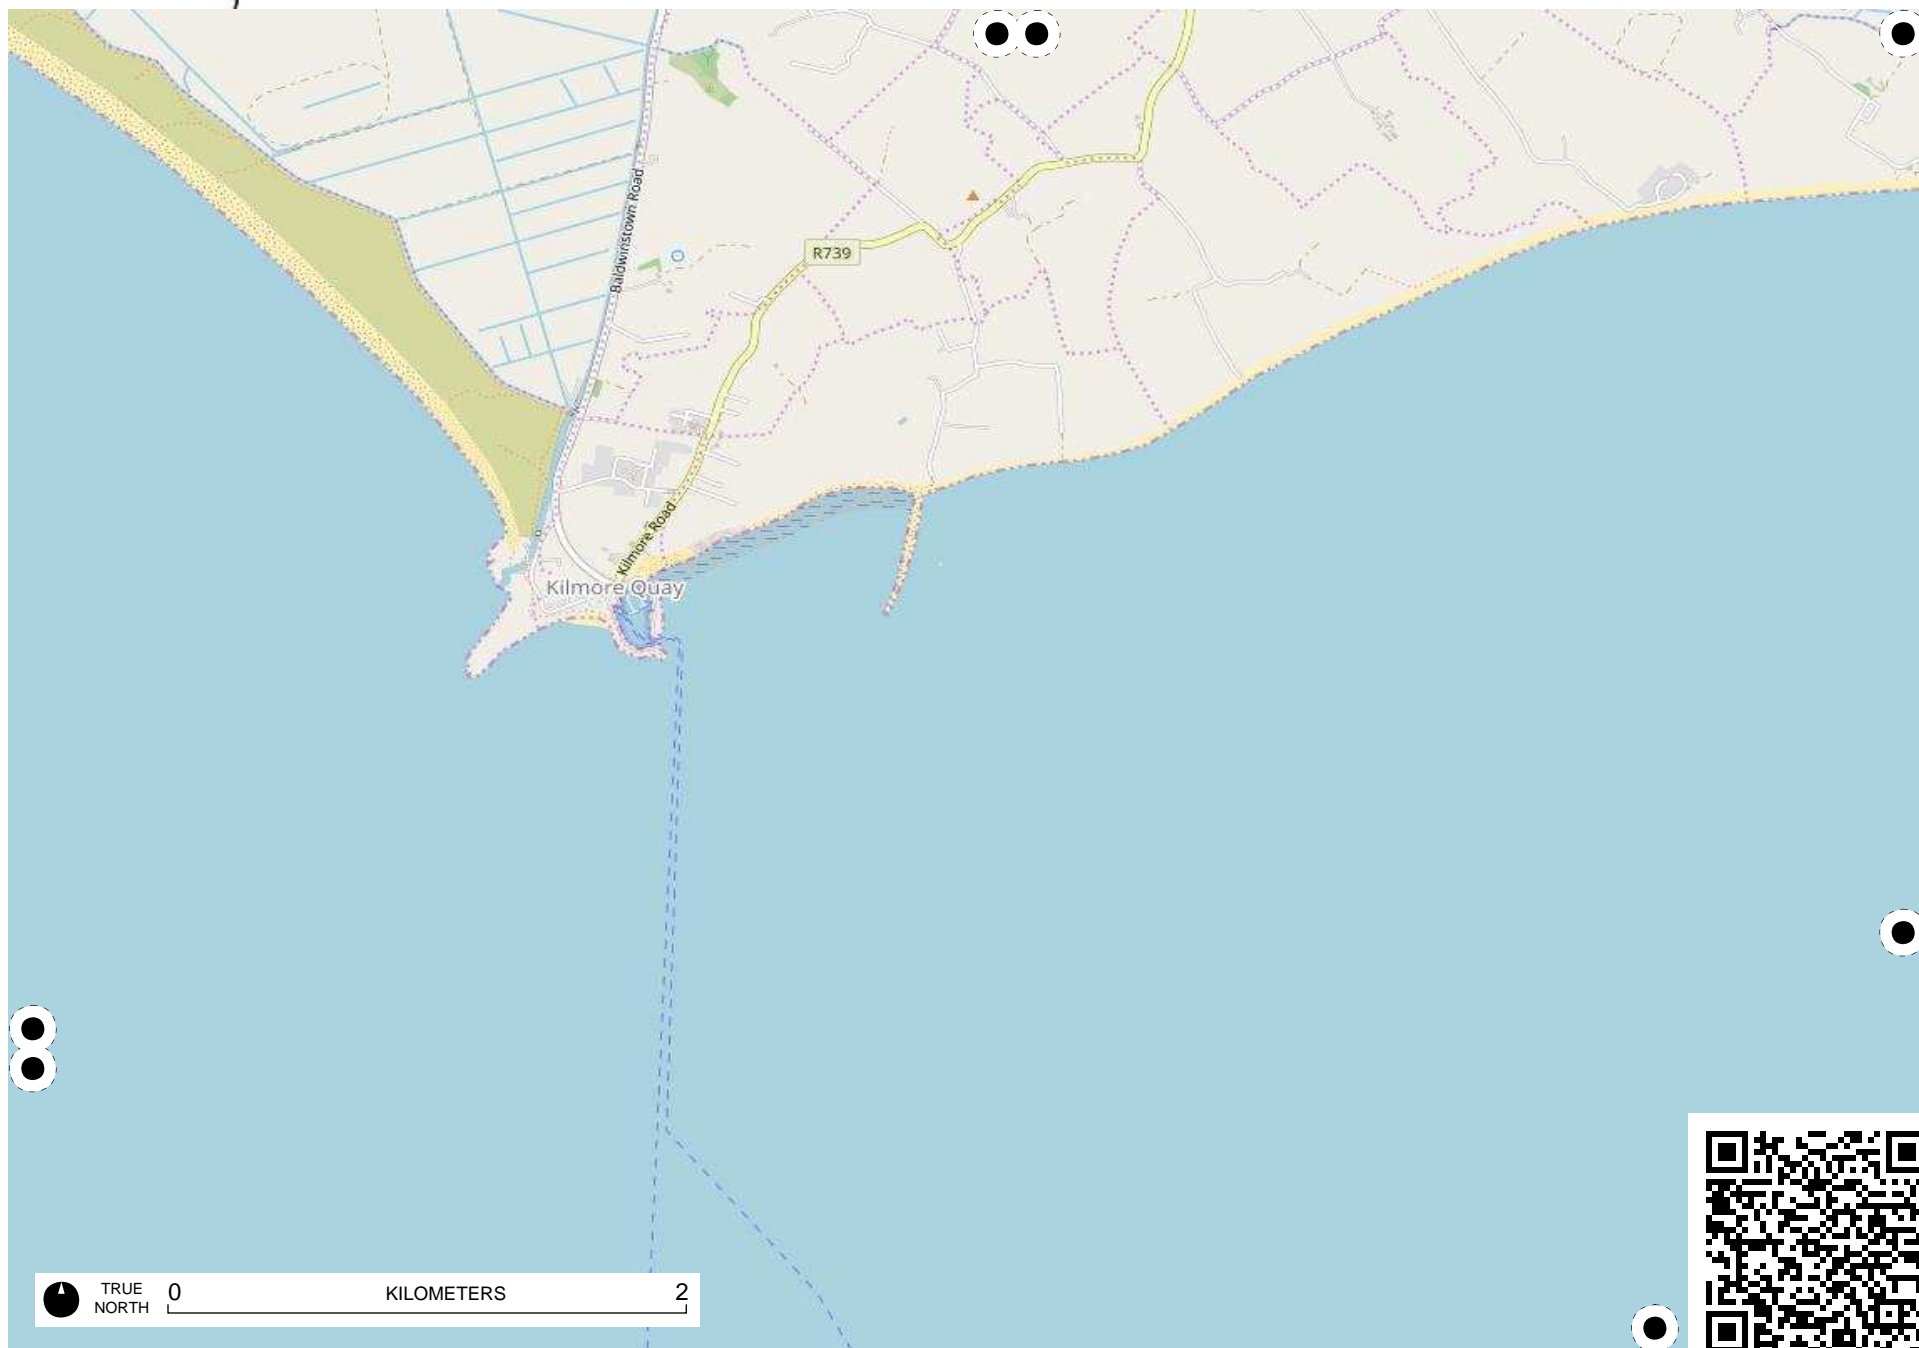 Baldwinstown Road
R739
Kilmore Road
Kilmore Quay
TRUE NORTH
0 KILOMETERS 2